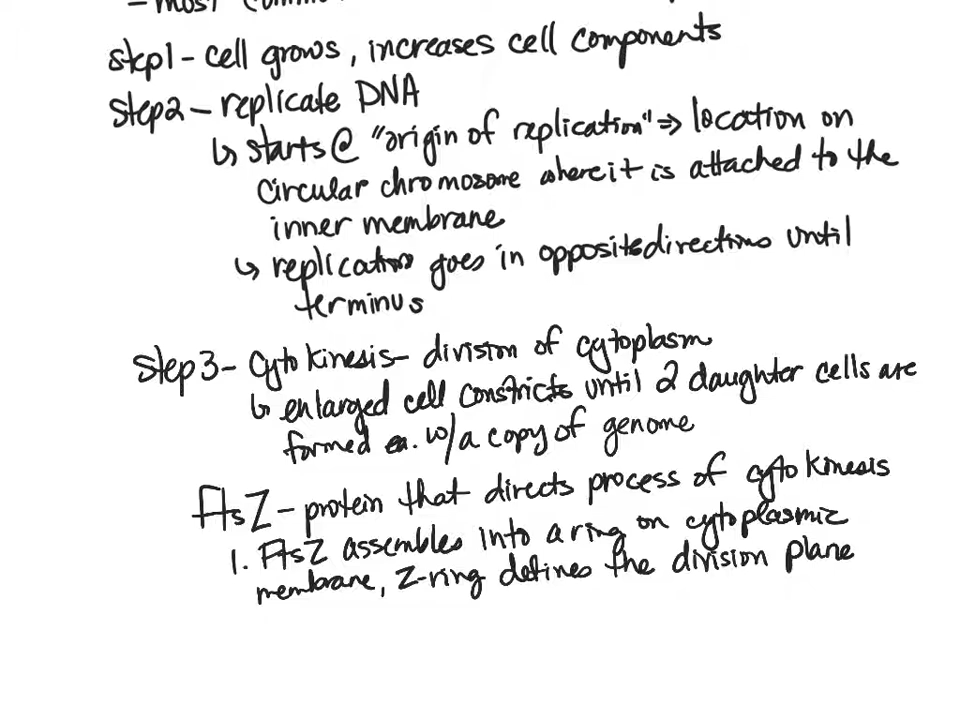 - most
step1 - cell grows, increases cell components
step2 - replicate DNA
↳ starts @ "origin of replication" ⇒ location on
circular chromosome where it is attached to the
inner membrane
↳ replication goes in opposite directions until
terminus
step 3 - cytokinesis - division of cytoplasm
↳ enlarged cell constricts until 2 daughter cells are
formed ea. w/ a copy of genome
FtsZ - protein that directs process of cytokinesis
1. FtsZ assembles into a ring on cytoplasmic
membrane, Z-ring defines the division plane